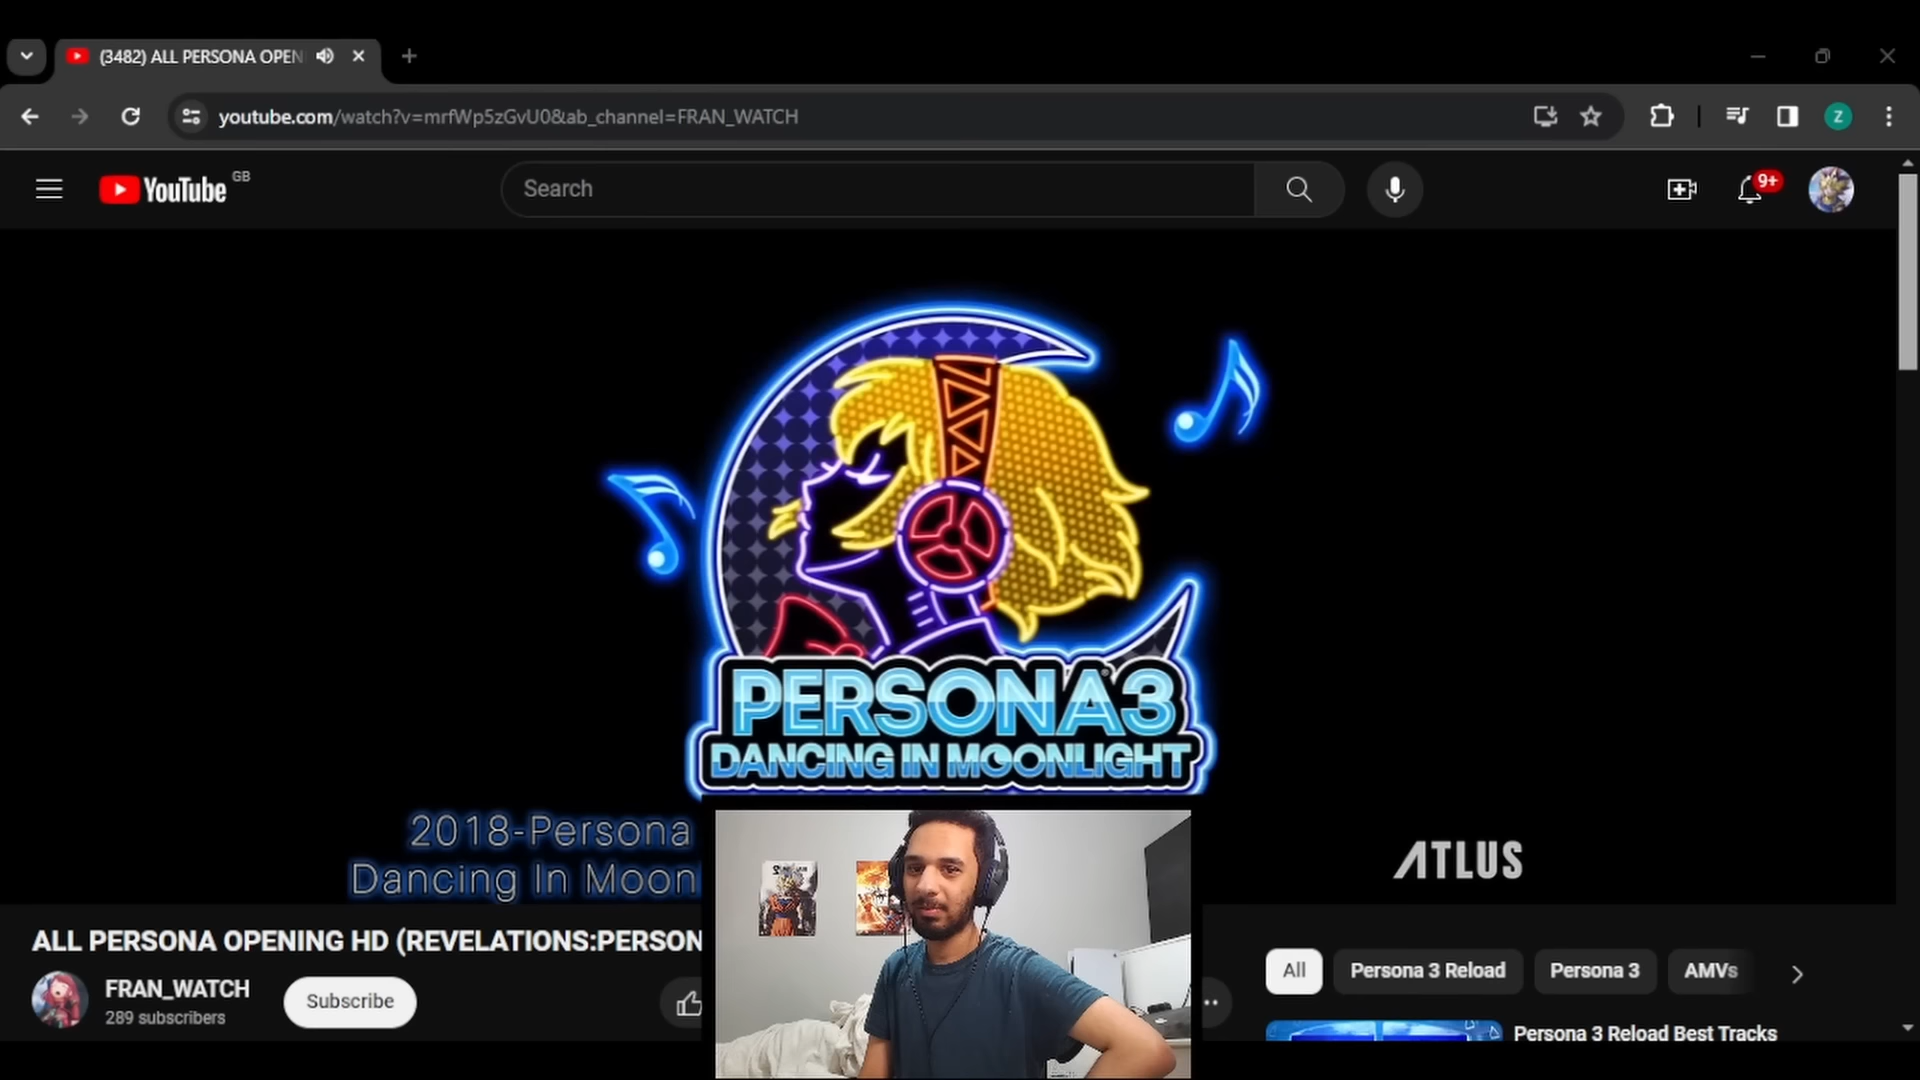 (3482) ALL PERSONA OPEN
youtube.com/watch?v=mrfWp5zGvU0&ab_channel=FRAN_WATCH
Z
YouTube GB
Search
9+
PERSONA3
DANCING IN MOONLIGHT
2018-Persona
Dancing In Moon
ATLUS
ALL PERSONA OPENING HD (REVELATIONS:PERSON
FRAN_WATCH
289 subscribers
Subscribe
All
Persona 3 Reload
Persona 3
AMVs
Persona 3 Reload Best Tracks